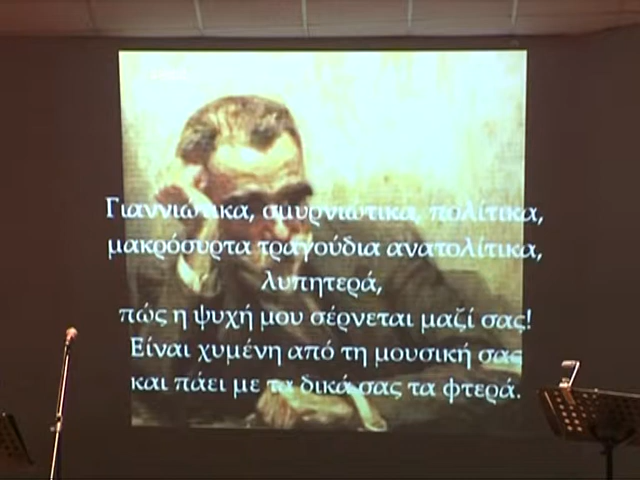 Γιαννιώτικα, σμυρνιώτικα, πολίτικα,
μακρόσυρτα τραγούδια ανατολίτικα,
λυπητερά,
πώς η ψυχή μου σέρνεται μαζί σας!
Είναι χυμένη από τη μουσική σας
και πάει με τα δικά σας τα φτερά.